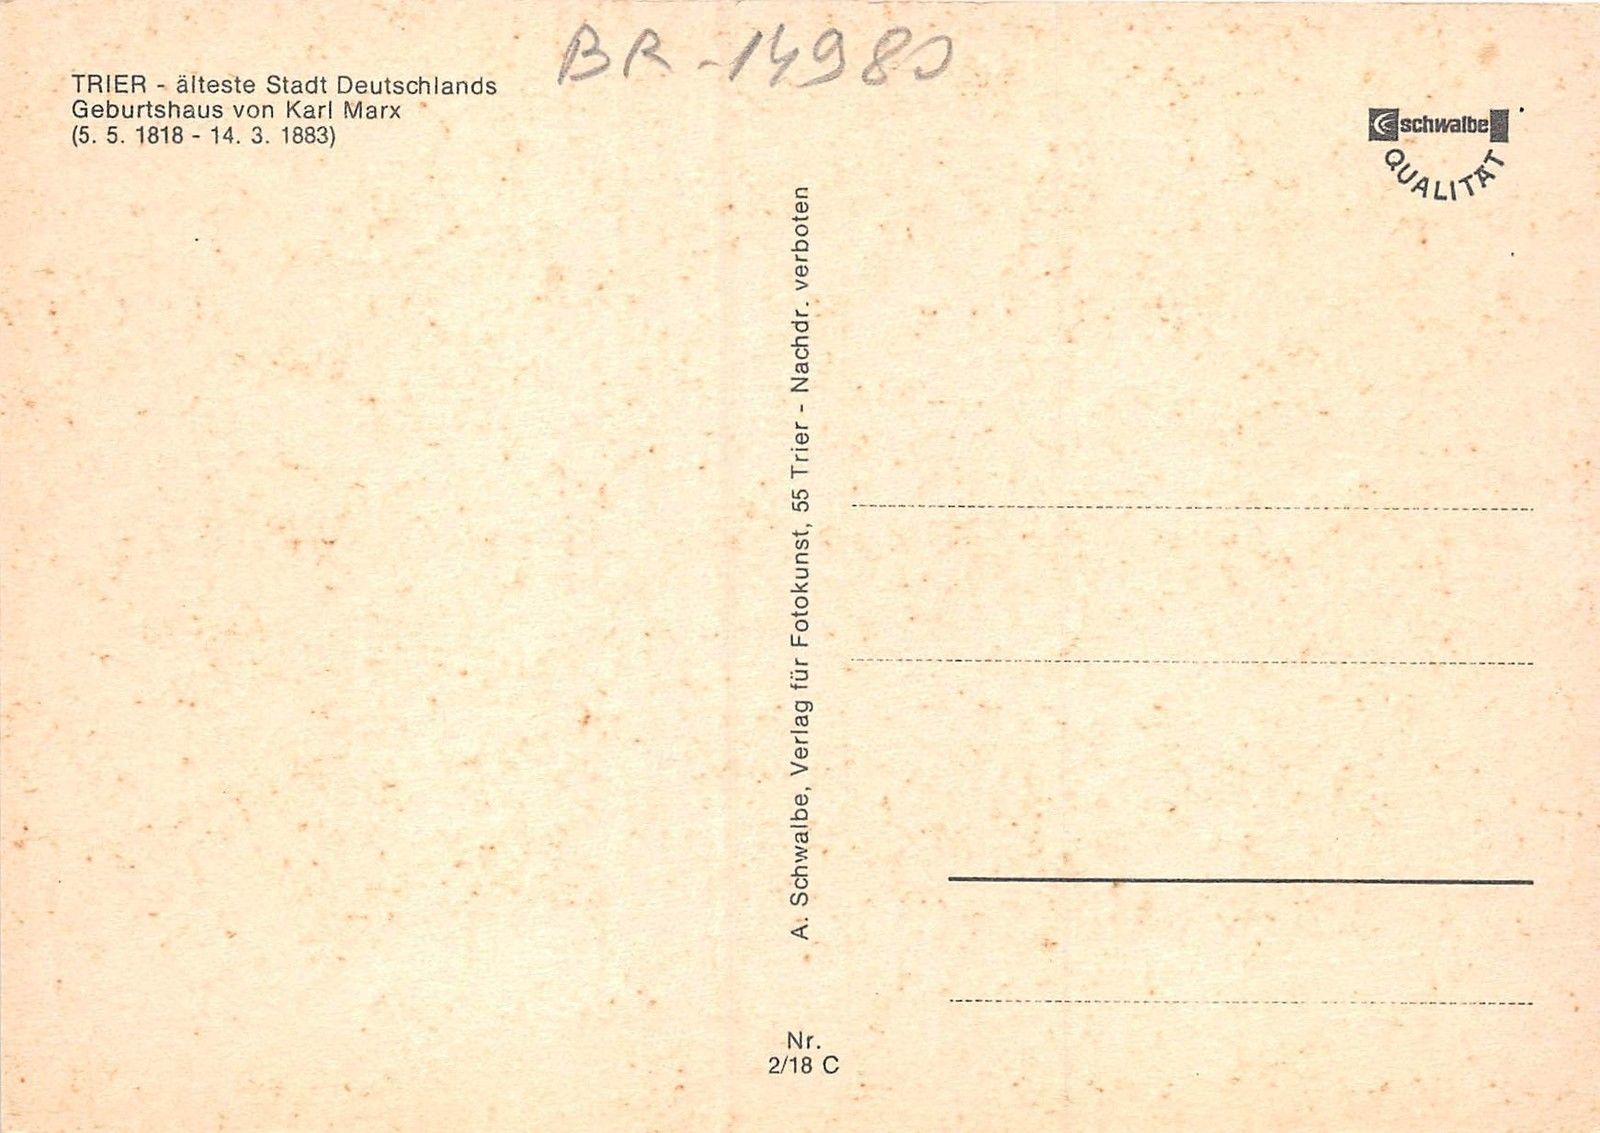 BR-14980
TRIER - älteste Stadt Deutschlands
Geburtshaus von Karl Marx
(5. 5. 1818 - 14. 3. 1883)
schwalbe
QUALITÄT
A. Schwalbe, Verlag für Fotokunst, 55 Trier - Nachdr. verboten
Nr.
2/18 C